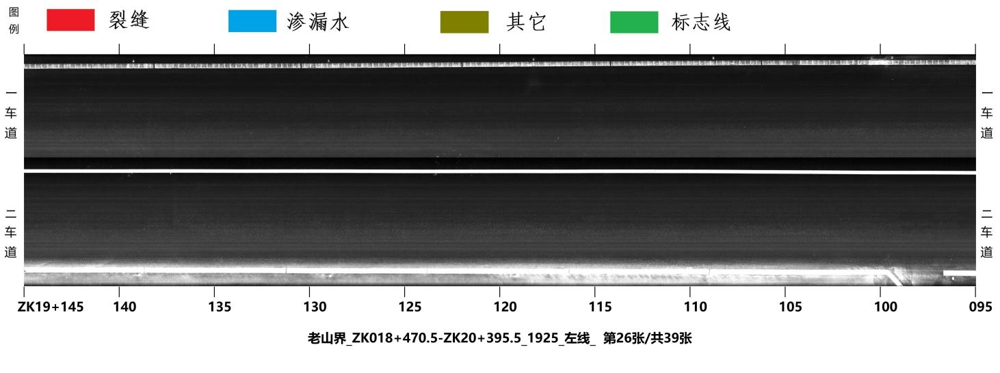 图例 裂缝 渗漏水 其它 标志线
一车道 一车道
二车道 二车道
ZK19+145 140 135 130 125 120 115 110 105 100 095
老山界_ZK018+470.5-ZK20+395.5_1925_左线_ 第26张/共39张